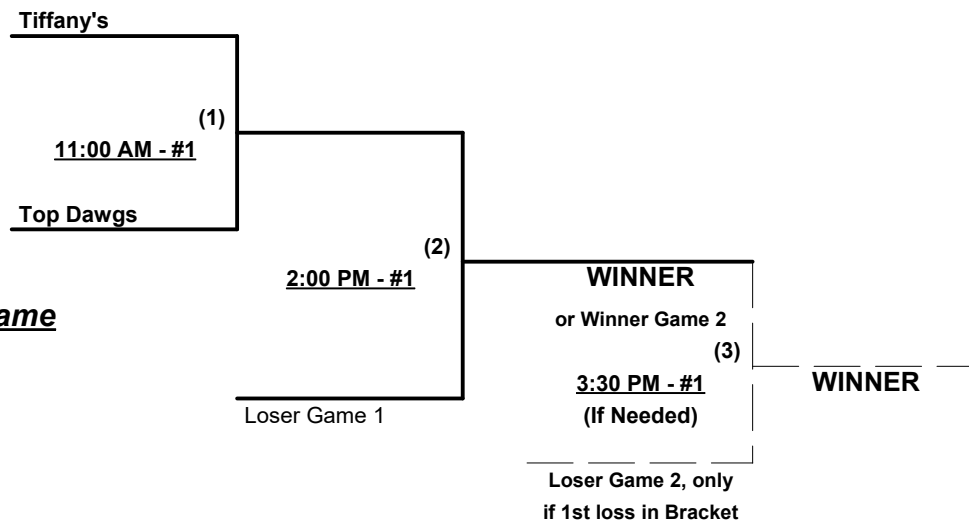 Tiffany's
(1)
11:00 AM - #1
Top Dawgs
(2)
2:00 PM - #1
WINNER
or Winner Game 2
ame
(3)
3:30 PM - #1
WINNER
(If Needed)
Loser Game 1
Loser Game 2, only
if 1st loss in Bracket